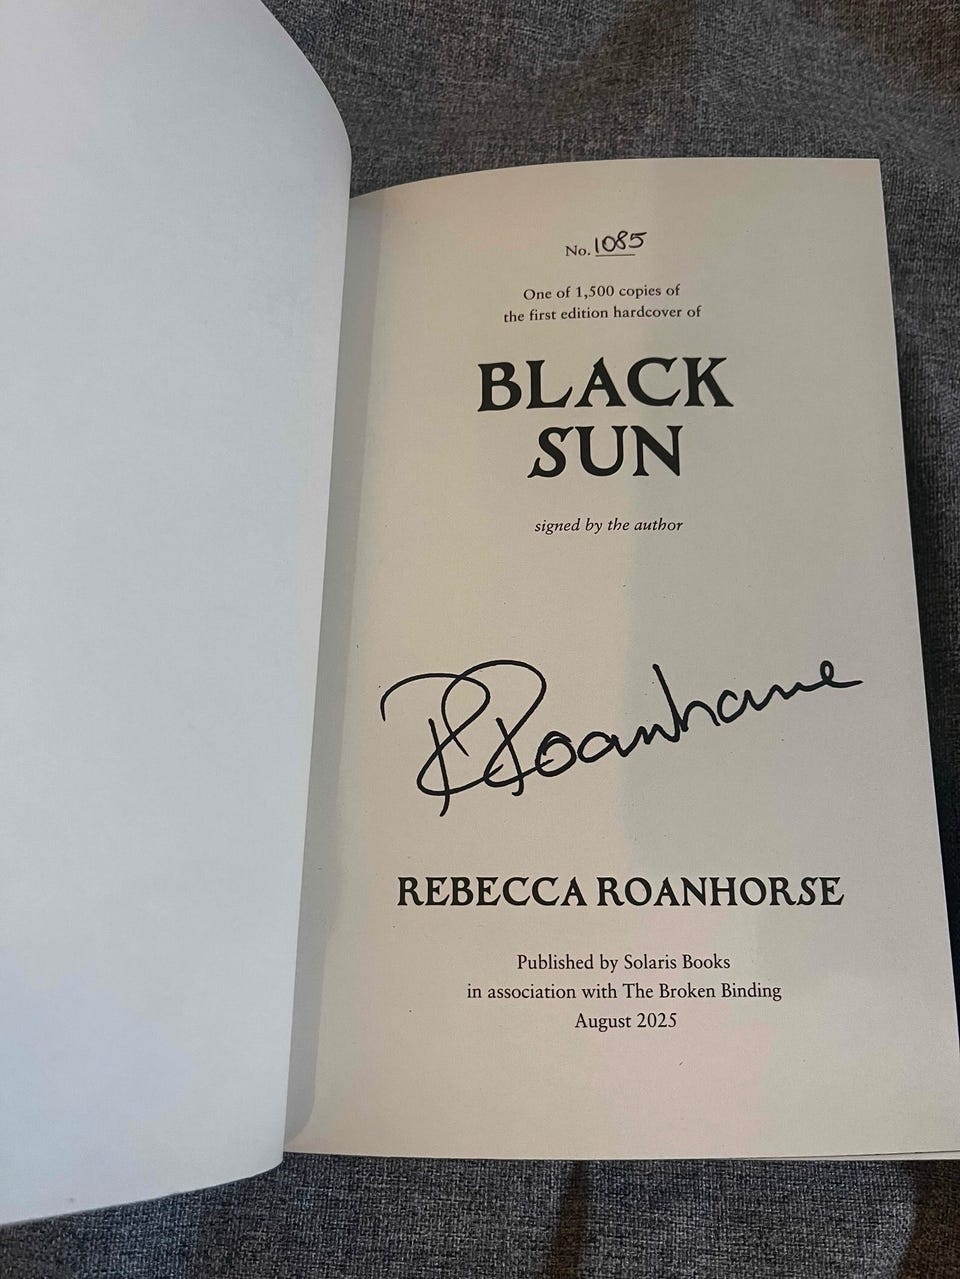 No. 1085
One of 1,500 copies of
the first edition hardcover of
BLACK
SUN
signed by the author
R Roanhorse
REBECCA ROANHORSE
Published by Solaris Books
in association with The Broken Binding
August 2025